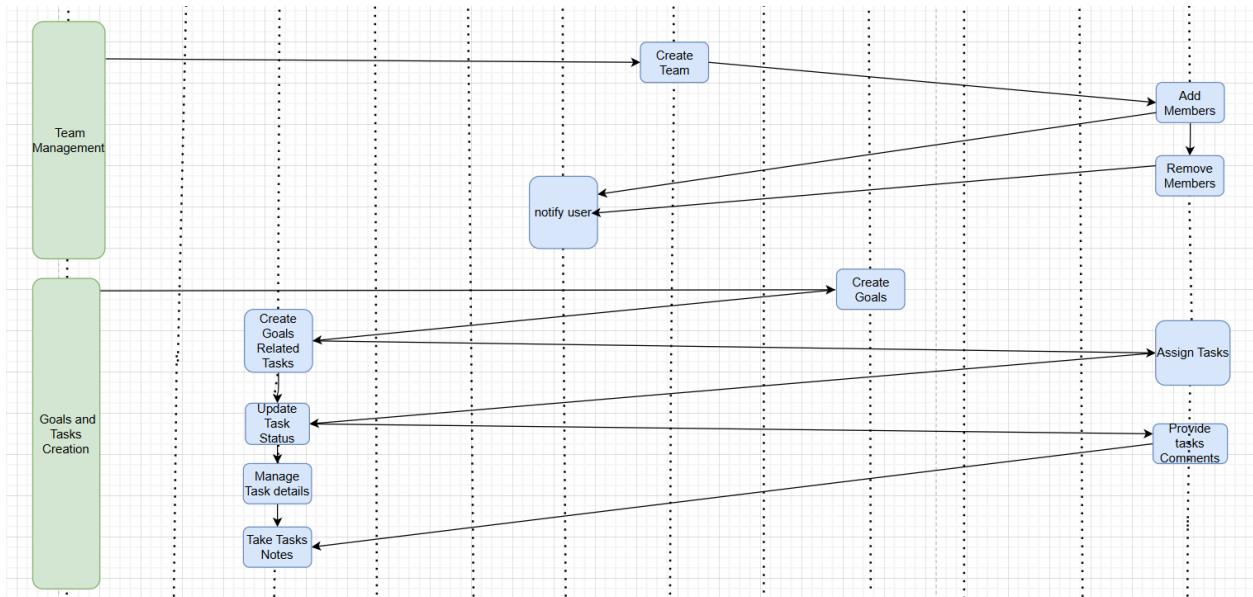 Team
Management
Create
Team
Add
Members
Remove
Members
notify user
Goals and
Tasks
Creation
Create
Goals
Create
Goals
Related
Tasks
Assign Tasks
Update
Task
Status
Provide
tasks
Comments
Manage
Task details
Take Tasks
Notes